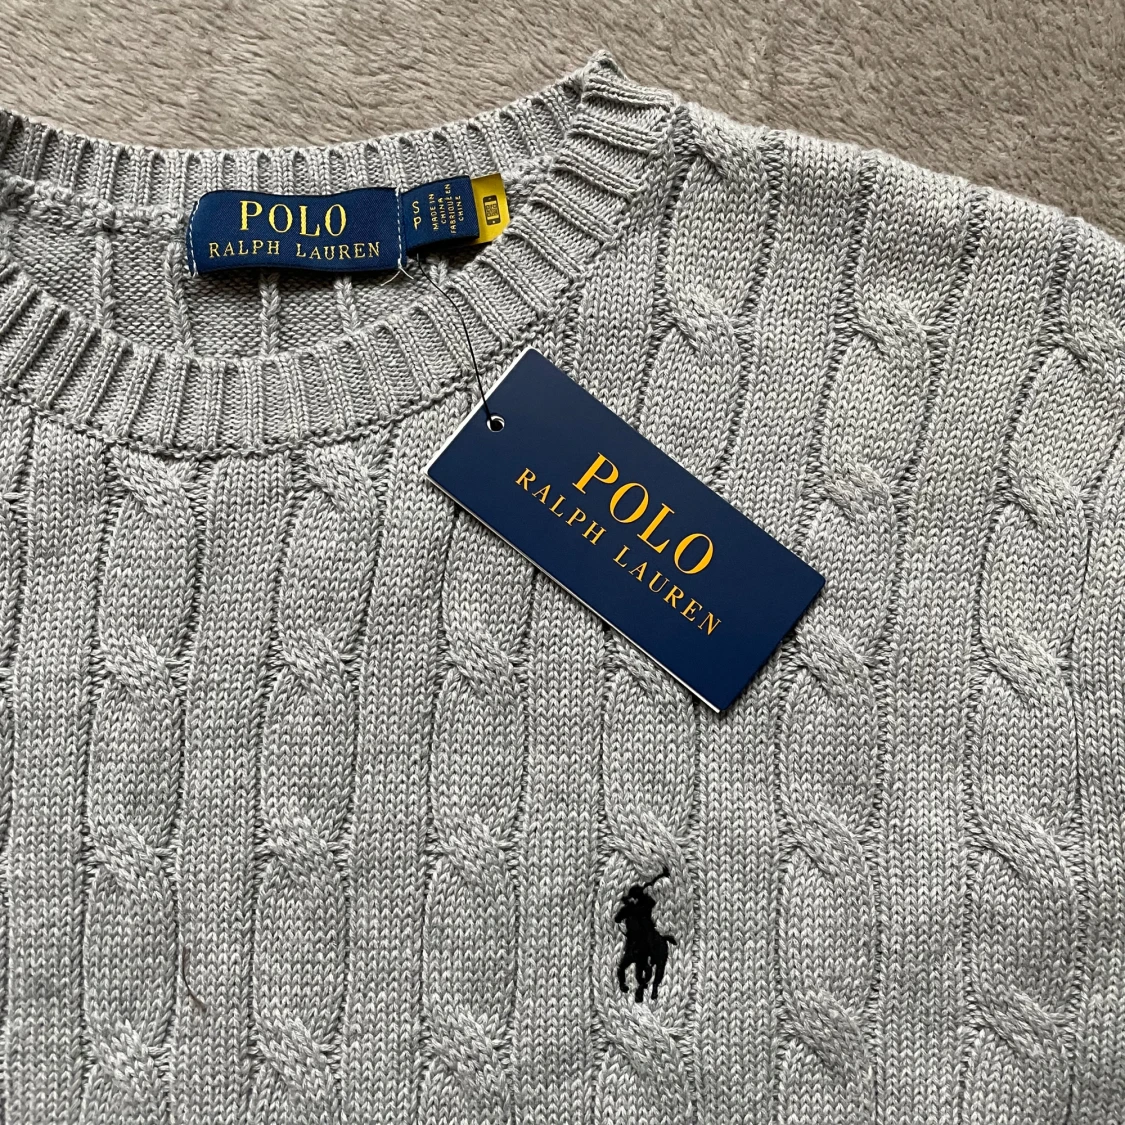 POLO
RALPH LAUREN
S
P
MADE IN
CHINA
FABRIQUÉ EN
CHINE
POLO
RALPH LAUREN